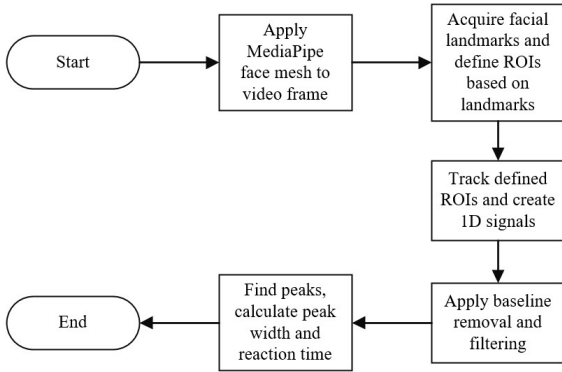 Start
Apply
MediaPipe
face mesh to
video frame
Acquire facial
landmarks and
define ROIs
based on
landmarks
Track defined
ROIs and create
1D signals
Apply baseline
removal and
filtering
Find peaks,
calculate peak
width and
reaction time
End